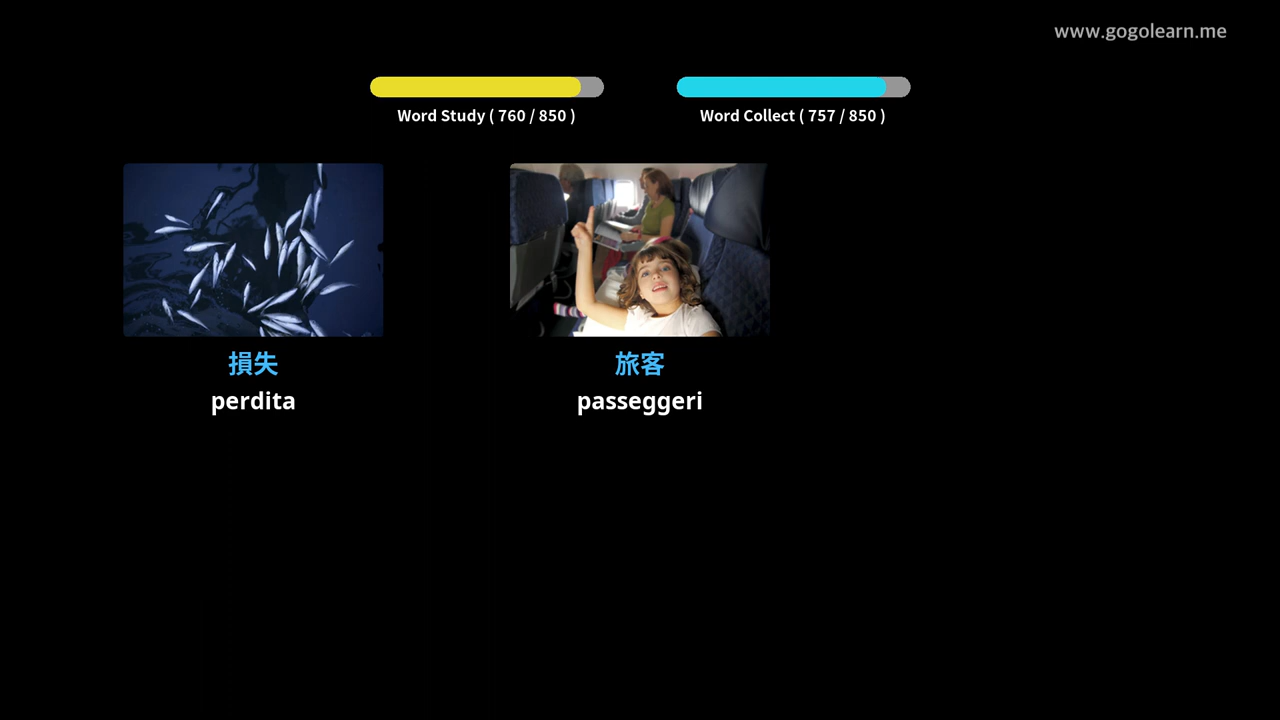 www.gogolearn.me
Word Study ( 760 / 850 )
Word Collect ( 757 / 850 )
損失
perdita
旅客
passeggeri